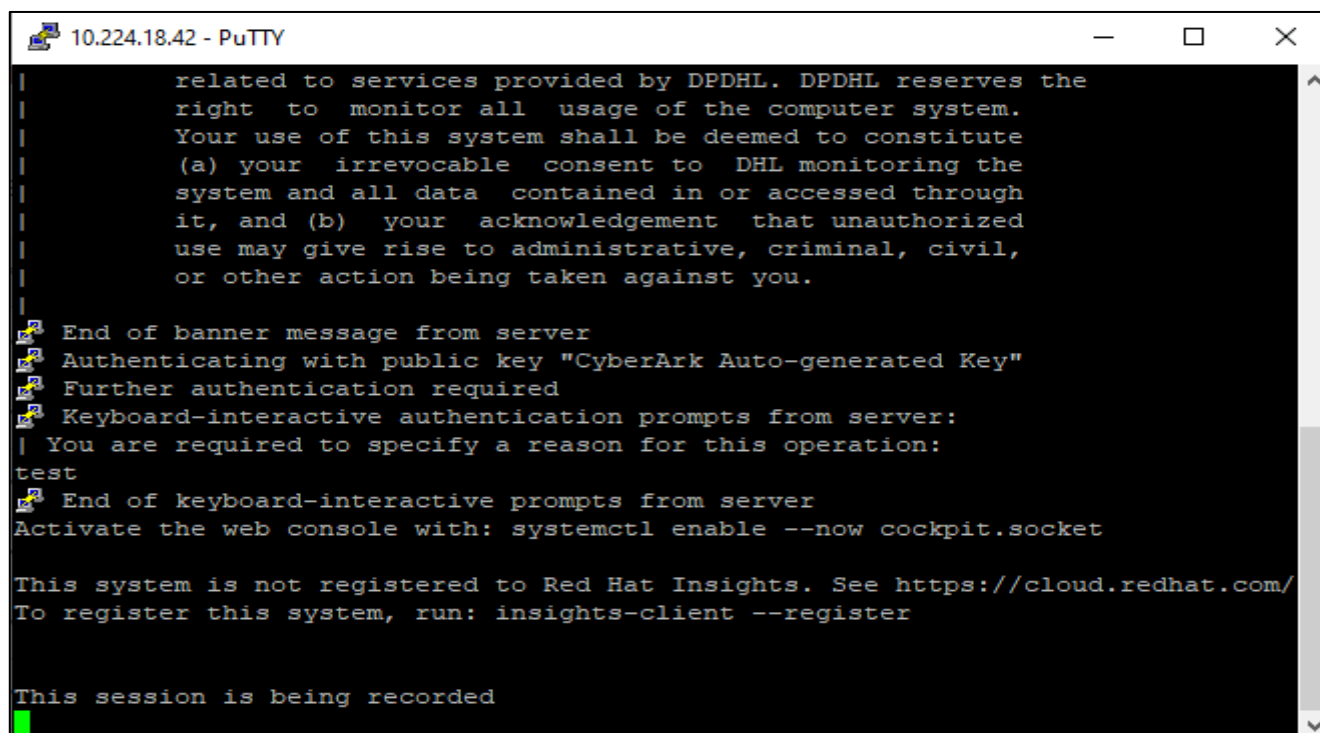 10.224.18.42 - PuTTY
| related to services provided by DPDHL. DPDHL reserves the
| right to monitor all usage of the computer system.
| Your use of this system shall be deemed to constitute
| (a) your irrevocable consent to DHL monitoring the
| system and all data contained in or accessed through
| it, and (b) your acknowledgement that unauthorized
| use may give rise to administrative, criminal, civil,
| or other action being taken against you.
|
End of banner message from server
Authenticating with public key "CyberArk Auto-generated Key"
Further authentication required
Keyboard-interactive authentication prompts from server:
| You are required to specify a reason for this operation:
test
End of keyboard-interactive prompts from server
Activate the web console with: systemctl enable --now cockpit.socket
This system is not registered to Red Hat Insights. See https://cloud.redhat.com/
To register this system, run: insights-client --register
This session is being recorded